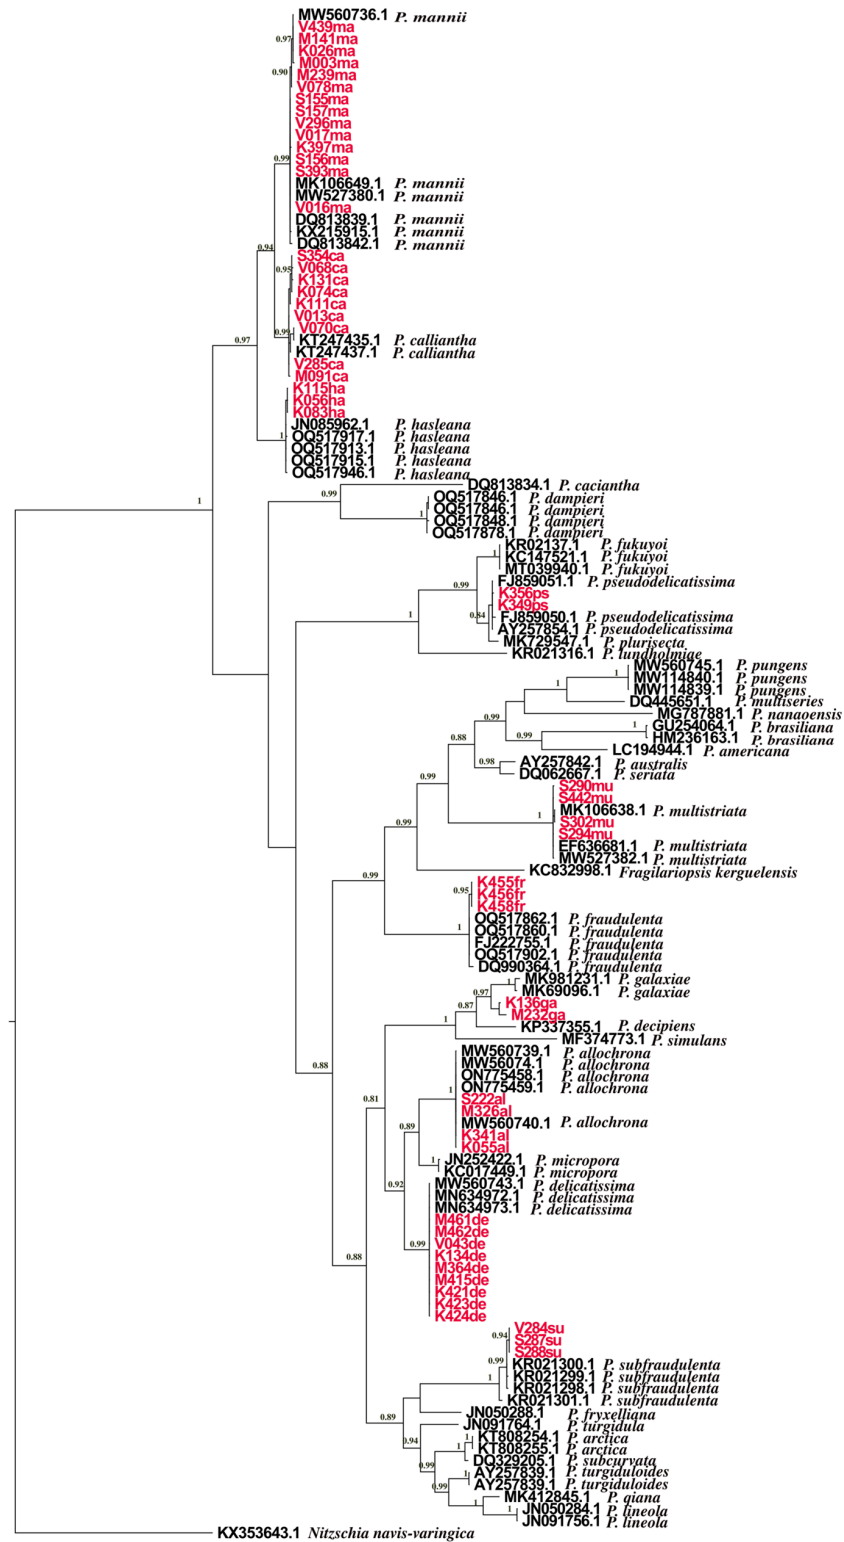 MW560736.1 P. mannii
V439ma
0.97 M141ma
K026ma
M003ma
0.90 M239ma
V078ma
S155ma
S157ma
V296ma
V017ma
K397ma
0.99 S156ma
S393ma
MK106649.1 P. mannii
MW527380.1 P. mannii
V016ma
DQ813839.1 P. mannii
KX215915.1 P. mannii
0.94 DQ813842.1 P. mannii
S354ca
0.95 V068ca
K131ca
K074ca
K111ca
V013ca
0.99 V070ca
KT247435.1 P. calliantha
0.97 KT247437.1 P. calliantha
V285ca
M091ca
K115ha
K056ha
K083ha
JN085962.1 P. hasleana
1 OQ517917.1 P. hasleana
OQ517913.1 P. hasleana
OQ517915.1 P. hasleana
OQ517946.1 P. hasleana
DQ813834.1 P. caciantha
0.99 OQ517846.1 P. dampieri
1 OQ517846.1 P. dampieri
1 OQ517848.1 P. dampieri
OQ517878.1 P. dampieri
KR02137.1 P. fukuyoi
1 KC147521.1 P. fukuyoi
MT039940.1 P. fukuyoi
FJ859051.1 P. pseudodelicatissima
0.99 K356ps
K349ps
0.84 FJ859050.1 P. pseudodelicatissima
1 AY257854.1 P. pseudodelicatissima
MK729547.1 P. plurisecta
KR021316.1 P. lundholmiae
MW560745.1 P. pungens
1 MW114840.1 P. pungens
1 MW114839.1 P. pungens
DQ445651.1 P. multiseries
MG787881.1 P. nanaoensis
0.99 1 GU254064.1 P. brasiliana
0.99 HM236163.1 P. brasiliana
0.88 LC194944.1 P. americana
0.98 AY257842.1 P. australis
DQ062667.1 P. seriata
0.99 S290mu
S442mu
1 MK106638.1 P. multistriata
0.99 S302mu
S294mu
EF636681.1 P. multistriata
MW527382.1 P. multistriata
KC832998.1 Fragilariopsis kerguelensis
0.99 K455fr
0.95 K456fr
K458fr
OQ517862.1 P. fraudulenta
1 OQ517860.1 P. fraudulenta
FJ222755.1 P. fraudulenta
OQ517902.1 P. fraudulenta
DQ990364.1 P. fraudulenta
1 MK981231.1 P. galaxiae
0.97 MK69096.1 P. galaxiae
0.87 K136ga
M232ga
1 KP337355.1 P. decipiens
MF374773.1 P. simulans
MW560739.1 P. allochrona
0.88 MW56074.1 P. allochrona
ON775458.1 P. allochrona
1 ON775459.1 P. allochrona
0.81 S222al
M326al
MW560740.1 P. allochrona
0.89 K341al
K055al
1 JN252422.1 P. micropora
KC017449.1 P. micropora
0.92 MW560743.1 P. delicatissima
MN634972.1 P. delicatissima
MN634973.1 P. delicatissima
M461de
M462de
0.99 V043de
0.88 K134de
M364de
M415de
K421de
K423de
K424de
V284su
0.94 S287su
S288su
0.99 KR021300.1 P. subfraudulenta
1 KR021299.1 P. subfraudulenta
KR021298.1 P. subfraudulenta
KR021301.1 P. subfraudulenta
0.89 JN050288.1 P. fryxelliana
JN091764.1 P. turgidula
0.94 1 KT808254.1 P. arctica
1 KT808255.1 P. arctica
DQ329205.1 P. subcurvata
0.99 1 AY257839.1 P. turgiduloides
AY257839.1 P. turgiduloides
0.99 MK412845.1 P. qiana
1 1 JN050284.1 P. lineola
JN091756.1 P. lineola
KX353643.1 Nitzschia navis-varingica